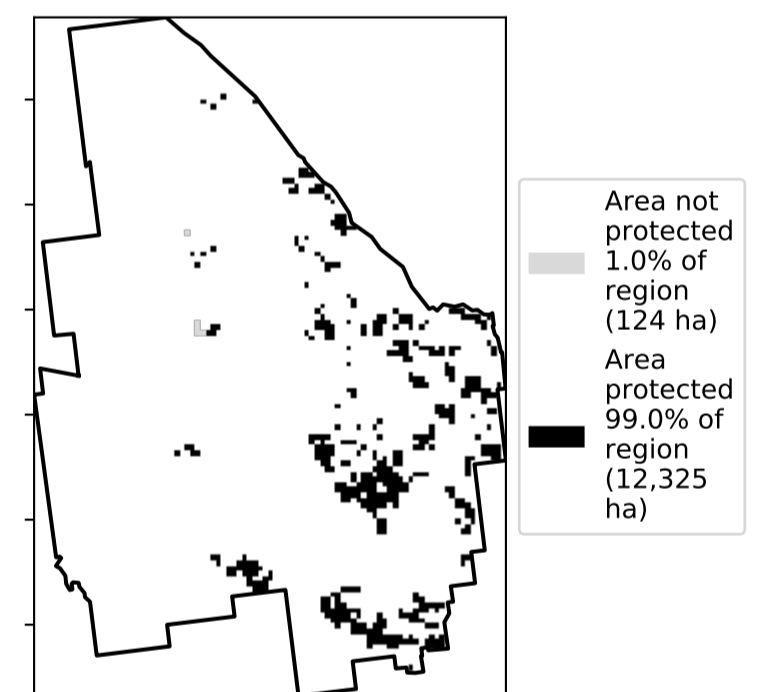 Area not
protected
1.0% of
region
(124 ha)
Area
protected
99.0% of
region
(12,325
ha)